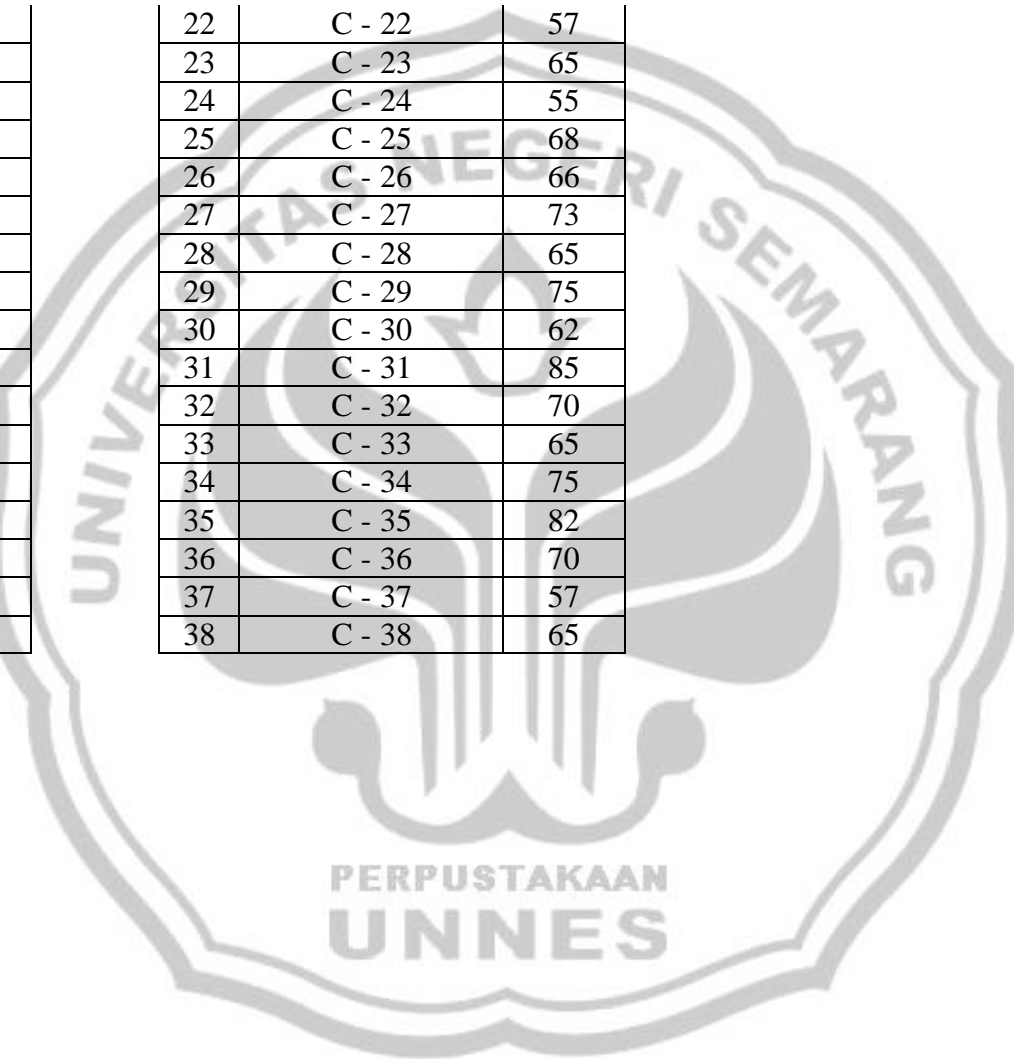 22 C - 22 57
23 C - 23 65
24 C - 24 55
25 C - 25 68
26 C - 26 66
27 C - 27 73
28 C - 28 65
29 C - 29 75
30 C - 30 62
31 C - 31 85
32 C - 32 70
33 C - 33 65
34 C - 34 75
35 C - 35 82
36 C - 36 70
37 C - 37 57
38 C - 38 65
UNIVERSITAS NEGERI SEMARANG
PERPUSTAKAAN
UNNES